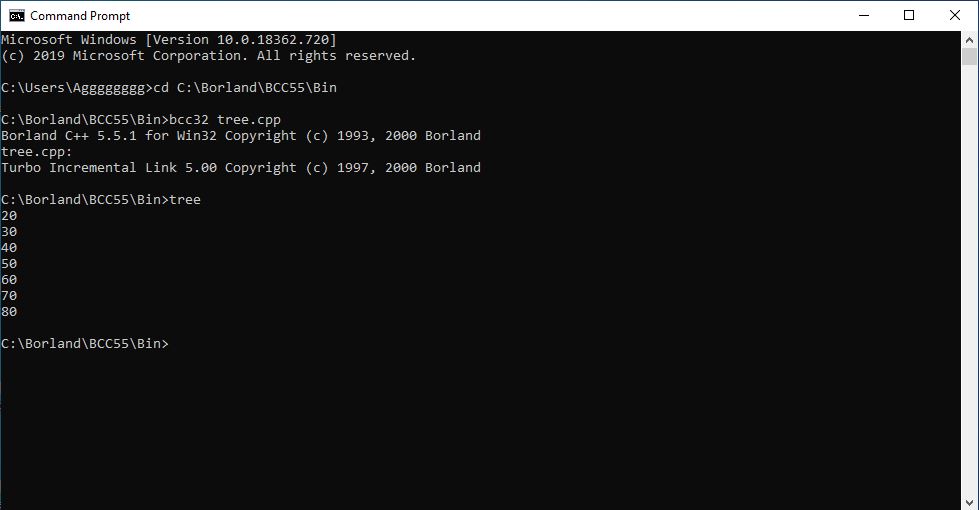 Command Prompt
Microsoft Windows [Version 10.0.18362.720]
(c) 2019 Microsoft Corporation. All rights reserved.
C:\Users\Agggggggg>cd C:\Borland\BCC55\Bin
C:\Borland\BCC55\Bin>bcc32 tree.cpp
Borland C++ 5.5.1 for Win32 Copyright (c) 1993, 2000 Borland
tree.cpp:
Turbo Incremental Link 5.00 Copyright (c) 1997, 2000 Borland
C:\Borland\BCC55\Bin>tree
20
30
40
50
60
70
80
C:\Borland\BCC55\Bin>